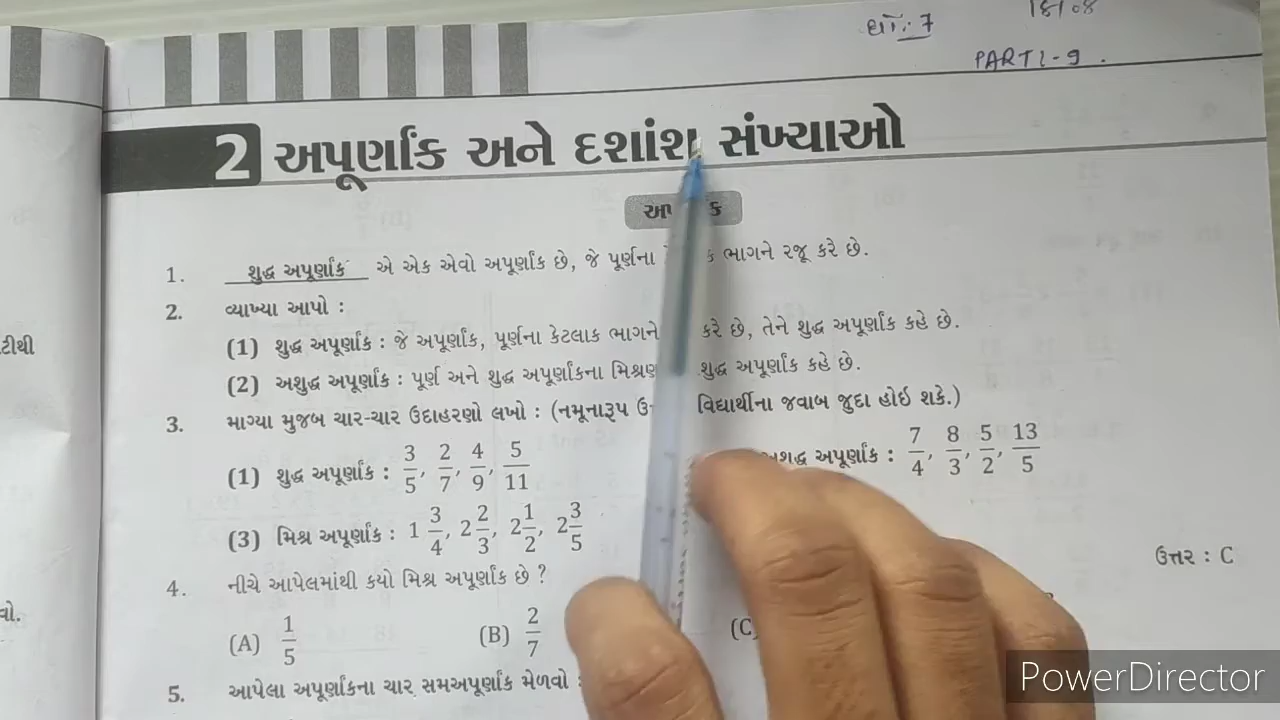 ધો. 7
PART - 9.
2 અપૂર્ણાંક અને દશાંશ સંખ્યાઓ
1. શુદ્ધ અપૂર્ણાંક એ એક એવો અપૂર્ણાંક છે, જે પૂર્ણના ભાગને રજૂ કરે છે.
2. વ્યાખ્યા આપો :
(1) શુદ્ધ અપૂર્ણાંક : જે અપૂર્ણાંક, પૂર્ણના કેટલાક ભાગને કરે છે, તેને શુદ્ધ અપૂર્ણાંક કહે છે.
ટીથી
(2) અશુદ્ધ અપૂર્ણાંક : પૂર્ણ અને શુદ્ધ અપૂર્ણાંકના અપૂર્ણાંક કહે છે.
3. માગ્યા મુજબ ચાર-ચાર ઉદાહરણો લખો : (નમૂનારૂપ વિદ્યાર્થીના જવાબ જુદા હોઇ શકે.)
(1) શુદ્ધ અપૂર્ણાંક : 3/5, 2/7, 4/9, 5/11 અશુદ્ધ અપૂર્ણાંક : 7/4, 8/3, 5/2, 13/5
(3) મિશ્ર અપૂર્ણાંક : 1 3/4, 2 2/3, 2 1/2, 2 3/5
4. નીચે આપેલમાંથી કયો મિશ્ર અપૂર્ણાંક છે ? ઉત્તર : C
વો.
(A) 1/5 (B) 2/7 (C)
5. આપેલા અપૂર્ણાંકના ચાર સમઅપૂર્ણાંક મેળવો :
PowerDirector